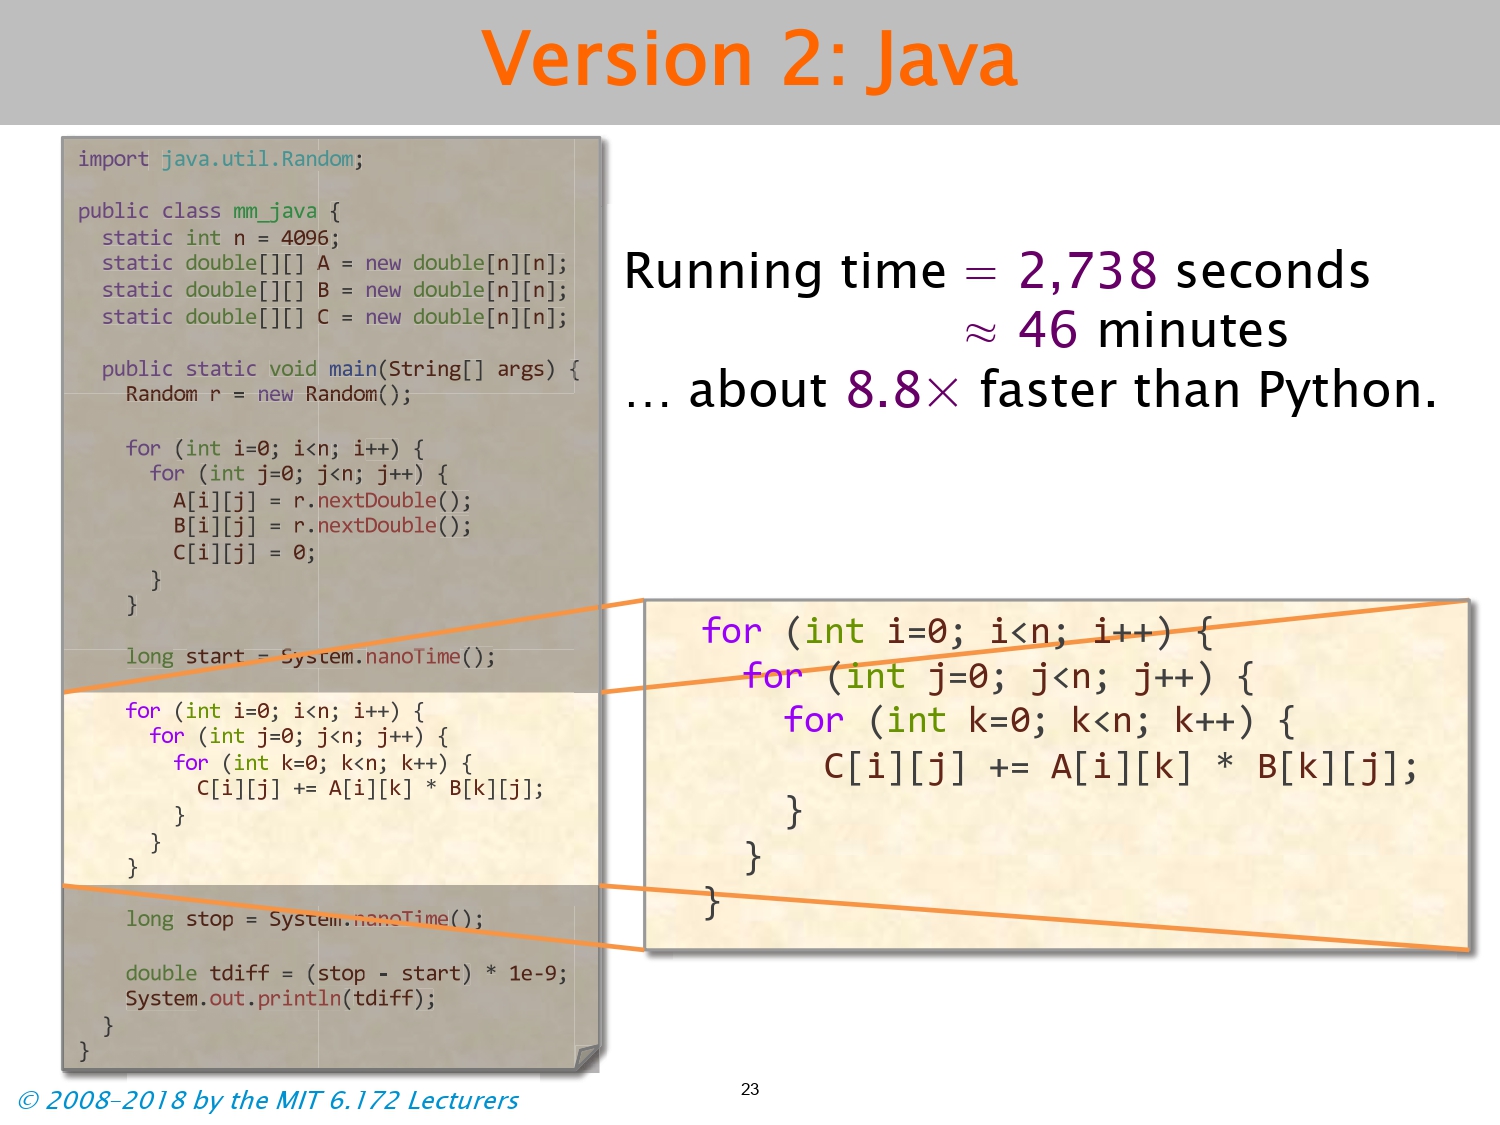 Version 2: Java
import java.util.Random;
public class mm_java {
static int n = 4096;
static double[][] A = new double[n][n];
static double[][] B = new double[n][n];
static double[][] C = new double[n][n];
public static void main(String[] args) {
Random r = new Random();
for (int i=0; i<n; i++) {
for (int j=0; j<n; j++) {
A[i][j] = r.nextDouble();
B[i][j] = r.nextDouble();
C[i][j] = 0;
}
}
long start = System.nanoTime();
for (int i=0; i<n; i++) {
for (int j=0; j<n; j++) {
for (int k=0; k<n; k++) {
C[i][j] += A[i][k] * B[k][j];
}
}
}
long stop = System.nanoTime();
double tdiff = (stop - start) * 1e-9;
System.out.println(tdiff);
}
}
Running time = 2,738 seconds
≈ 46 minutes
… about 8.8× faster than Python.
for (int i=0; i<n; i++) {
for (int j=0; j<n; j++) {
for (int k=0; k<n; k++) {
C[i][j] += A[i][k] * B[k][j];
}
}
}
© 2008–2018 by the MIT 6.172 Lecturers
23